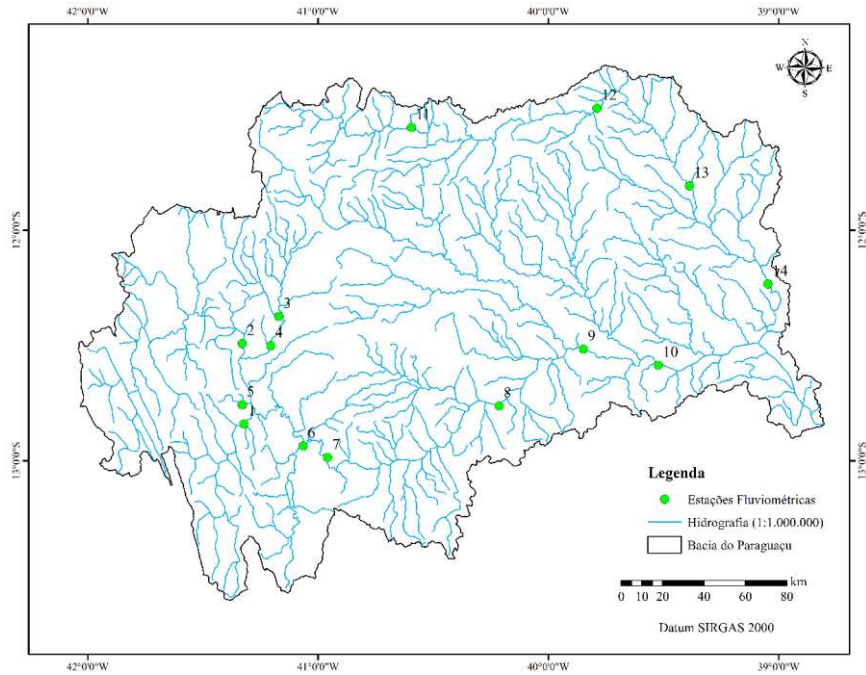 42°0'0"W 41°0'0"W 40°0'0"W 39°0'0"W
N
W E
S
12
11
13
12°0'0"S 12°0'0"S
14
3
2 4
9
10
5
8
1
6
7
13°0'0"S 13°0'0"S
Legenda
Estações Fluviométricas
Hidrografia (1:1.000.000)
Bacia do Paraguaçu
km
0 10 20 40 60 80
Datum SIRGAS 2000
42°0'0"W 41°0'0"W 40°0'0"W 39°0'0"W